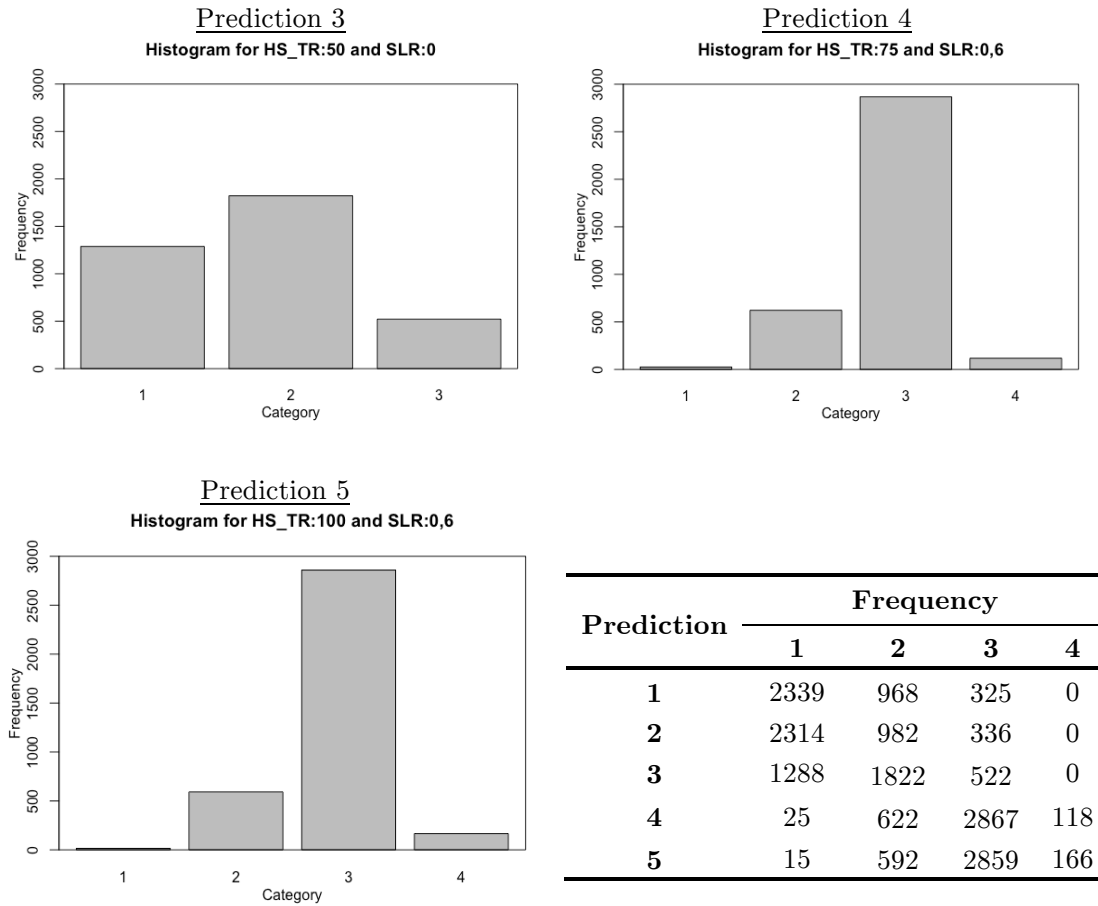 Prediction 3
Histogram for HS_TR:50 and SLR:0
Frequency
3000
2500
2000
1500
1000
500
0
1 2 3
Category
Prediction 4
Histogram for HS_TR:75 and SLR:0,6
Frequency
3000
2500
2000
1500
1000
500
0
1 2 3 4
Category
Prediction 5
Histogram for HS_TR:100 and SLR:0,6
Frequency
3000
2500
2000
1500
1000
500
0
1 2 3 4
Category
Prediction Frequency
1 2 3 4
1 2339 968 325 0
2 2314 982 336 0
3 1288 1822 522 0
4 25 622 2867 118
5 15 592 2859 166